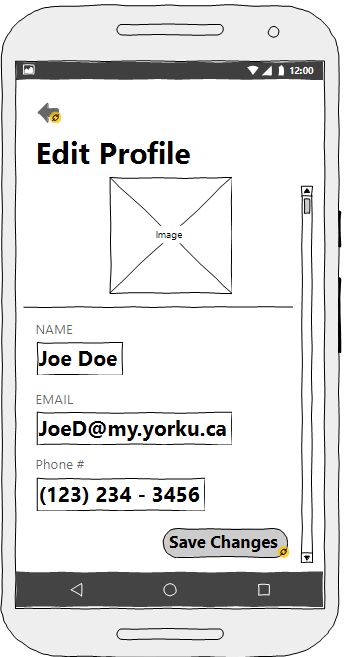 12:00
Edit Profile
Image
NAME
Joe Doe
EMAIL
JoeD@my.yorku.ca
Phone #
(123) 234 - 3456
Save Changes